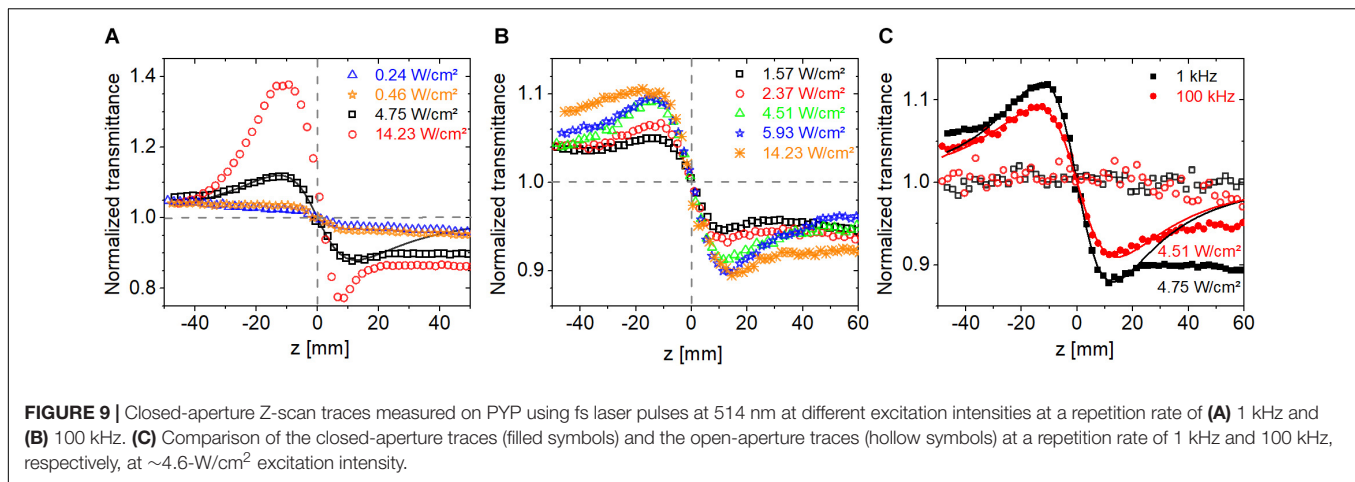 A
Normalized transmittance
1.4
1.2
1.0
0.8
-40
-20
0
20
40
z [mm]
0.24 W/cm²
0.46 W/cm²
4.75 W/cm²
14.23 W/cm²
B
Normalized transmittance
1.1
1.0
0.9
-40
-20
0
20
40
60
z [mm]
1.57 W/cm²
2.37 W/cm²
4.51 W/cm²
5.93 W/cm²
14.23 W/cm²
C
Normalized transmittance
1.1
1.0
0.9
-40
-20
0
20
40
60
z [mm]
1 kHz
100 kHz
4.51 W/cm²
4.75 W/cm²
FIGURE 9 | Closed-aperture Z-scan traces measured on PYP using fs laser pulses at 514 nm at different excitation intensities at a repetition rate of (A) 1 kHz and
(B) 100 kHz. (C) Comparison of the closed-aperture traces (filled symbols) and the open-aperture traces (hollow symbols) at a repetition rate of 1 kHz and 100 kHz,
respectively, at ~4.6-W/cm² excitation intensity.